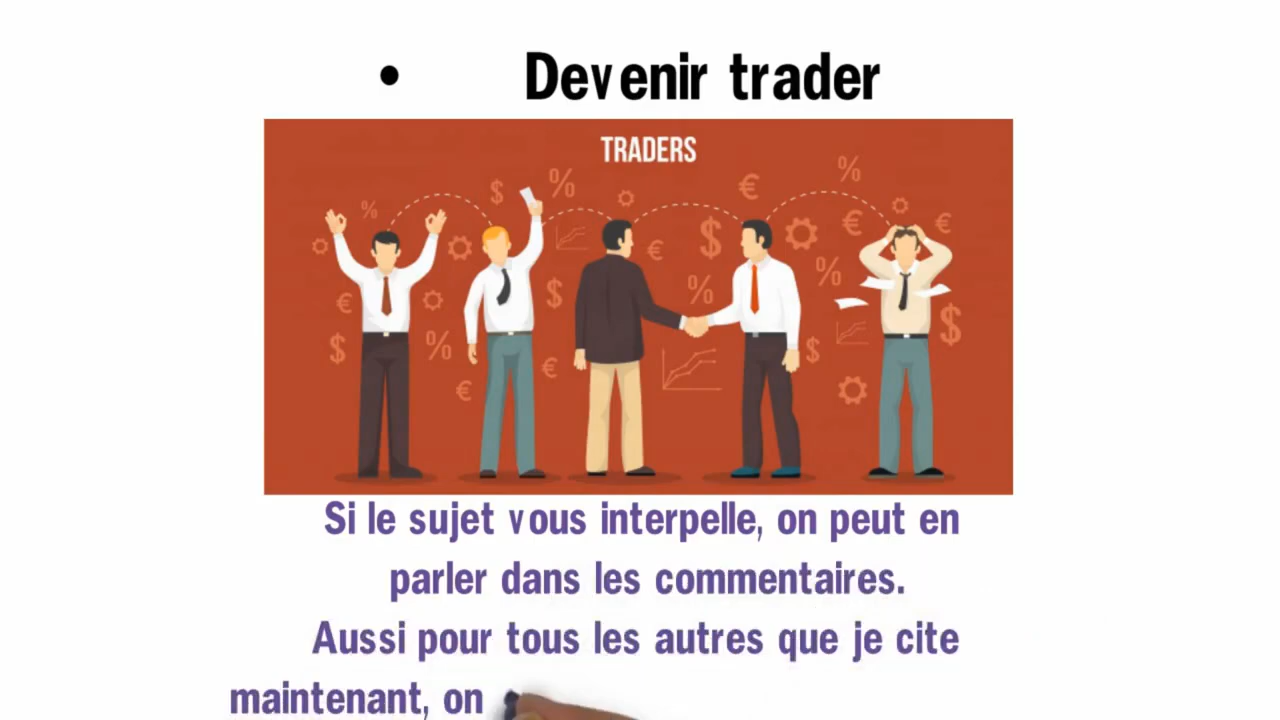 • Devenir trader
TRADERS
Si le sujet vous interpelle, on peut en
parler dans les commentaires.
Aussi pour tous les autres que je cite
maintenant, on